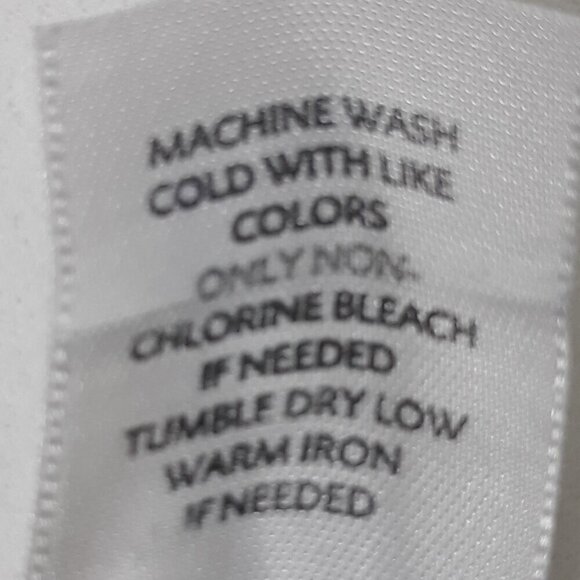 MACHINE WASH
COLD WITH LIKE
COLORS
ONLY NON-
CHLORINE BLEACH
IF NEEDED
TUMBLE DRY LOW
WARM IRON
IF NEEDED